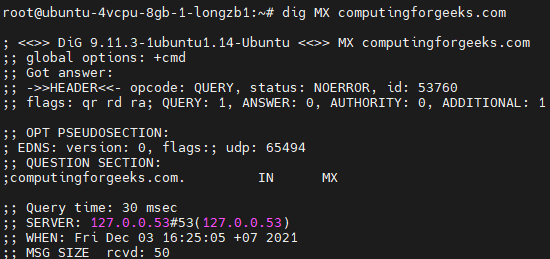 root@ubuntu-4vcpu-8gb-1-longzb1:~# dig MX computingforgeeks.com
; <<>> DiG 9.11.3-1ubuntu1.14-Ubuntu <<>> MX computingforgeeks.com
;; global options: +cmd
;; Got answer:
;; ->>HEADER<<- opcode: QUERY, status: NOERROR, id: 53760
;; flags: qr rd ra; QUERY: 1, ANSWER: 0, AUTHORITY: 0, ADDITIONAL: 1
;; OPT PSEUDOSECTION:
; EDNS: version: 0, flags:; udp: 65494
;; QUESTION SECTION:
;computingforgeeks.com. IN MX
;; Query time: 30 msec
;; SERVER: 127.0.0.53#53(127.0.0.53)
;; WHEN: Fri Dec 03 16:25:05 +07 2021
;; MSG SIZE rcvd: 50